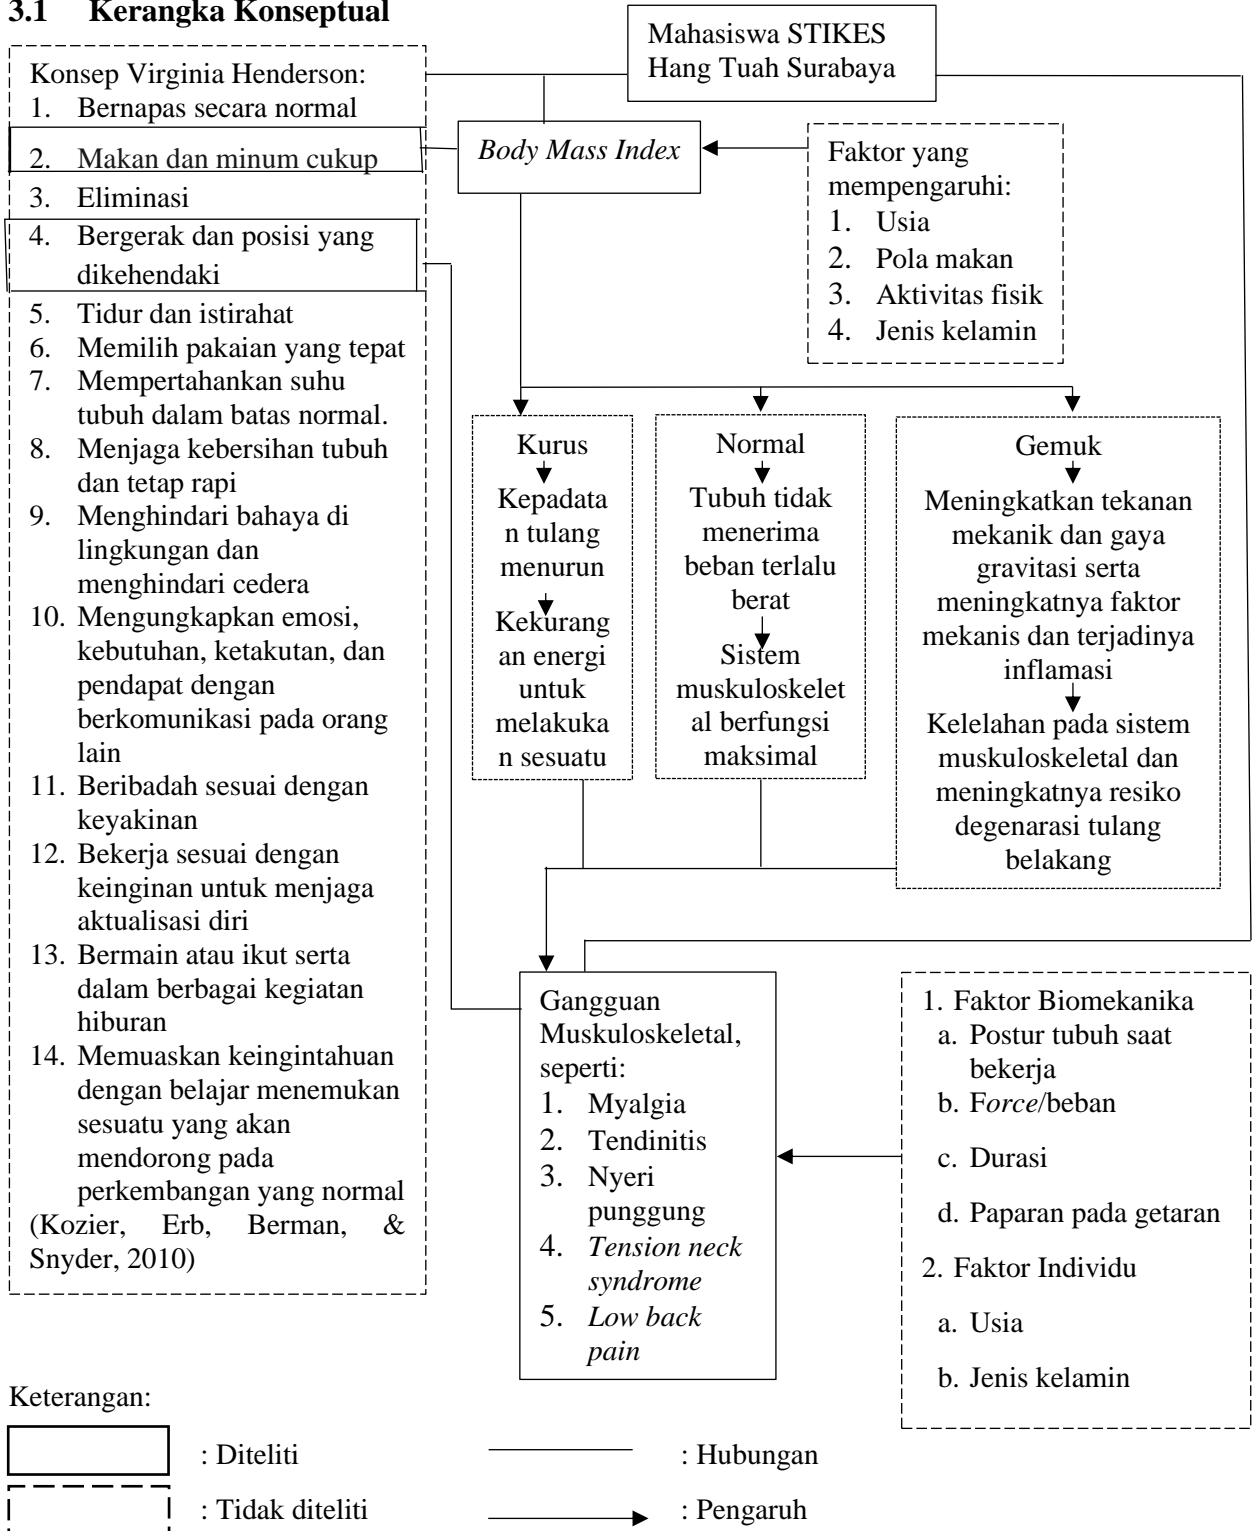 3.1 Kerangka Konseptual
Mahasiswa STIKES
Hang Tuah Surabaya
Konsep Virginia Henderson:
1. Bernapas secara normal
2. Makan dan minum cukup
3. Eliminasi
4. Bergerak dan posisi yang
dikehendaki
5. Tidur dan istirahat
6. Memilih pakaian yang tepat
7. Mempertahankan suhu
tubuh dalam batas normal.
8. Menjaga kebersihan tubuh
dan tetap rapi
9. Menghindari bahaya di
lingkungan dan
menghindari cedera
10. Mengungkapkan emosi,
kebutuhan, ketakutan, dan
pendapat dengan
berkomunikasi pada orang
lain
11. Beribadah sesuai dengan
keyakinan
12. Bekerja sesuai dengan
keinginan untuk menjaga
aktualisasi diri
13. Bermain atau ikut serta
dalam berbagai kegiatan
hiburan
14. Memuaskan keingintahuan
dengan belajar menemukan
sesuatu yang akan
mendorong pada
perkembangan yang normal
(Kozier, Erb, Berman, &
Snyder, 2010)
Body Mass Index
Faktor yang
mempengaruhi:
1. Usia
2. Pola makan
3. Aktivitas fisik
4. Jenis kelamin
Kurus
Kepadata
n tulang
menurun
Kekurang
an energi
untuk
melakuka
n sesuatu
Normal
Tubuh tidak
menerima
beban terlalu
berat
Sistem
muskuloskelet
al berfungsi
maksimal
Gemuk
Meningkatkan tekanan
mekanik dan gaya
gravitasi serta
meningkatnya faktor
mekanis dan terjadinya
inflamasi
Kelelahan pada sistem
muskuloskeletal dan
meningkatnya resiko
degenarasi tulang
belakang
Gangguan
Muskuloskeletal,
seperti:
1. Myalgia
2. Tendinitis
3. Nyeri
punggung
4. Tension neck
syndrome
5. Low back
pain
1. Faktor Biomekanika
a. Postur tubuh saat
bekerja
b. Force/beban
c. Durasi
d. Paparan pada getaran
2. Faktor Individu
a. Usia
b. Jenis kelamin
Keterangan:
: Diteliti
: Hubungan
: Tidak diteliti
: Pengaruh